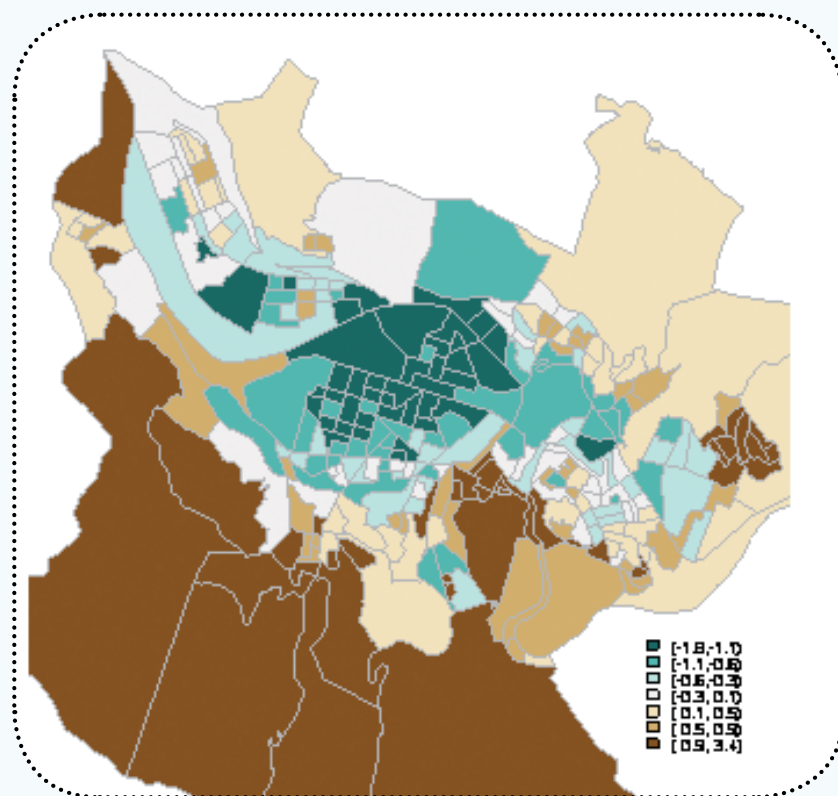 [-1.8,-1.1)
[-1.1,-0.6)
[-0.6,-0.3)
[-0.3, 0.1)
[ 0.1, 0.5)
[ 0.5, 0.9)
[ 0.9, 3.4]